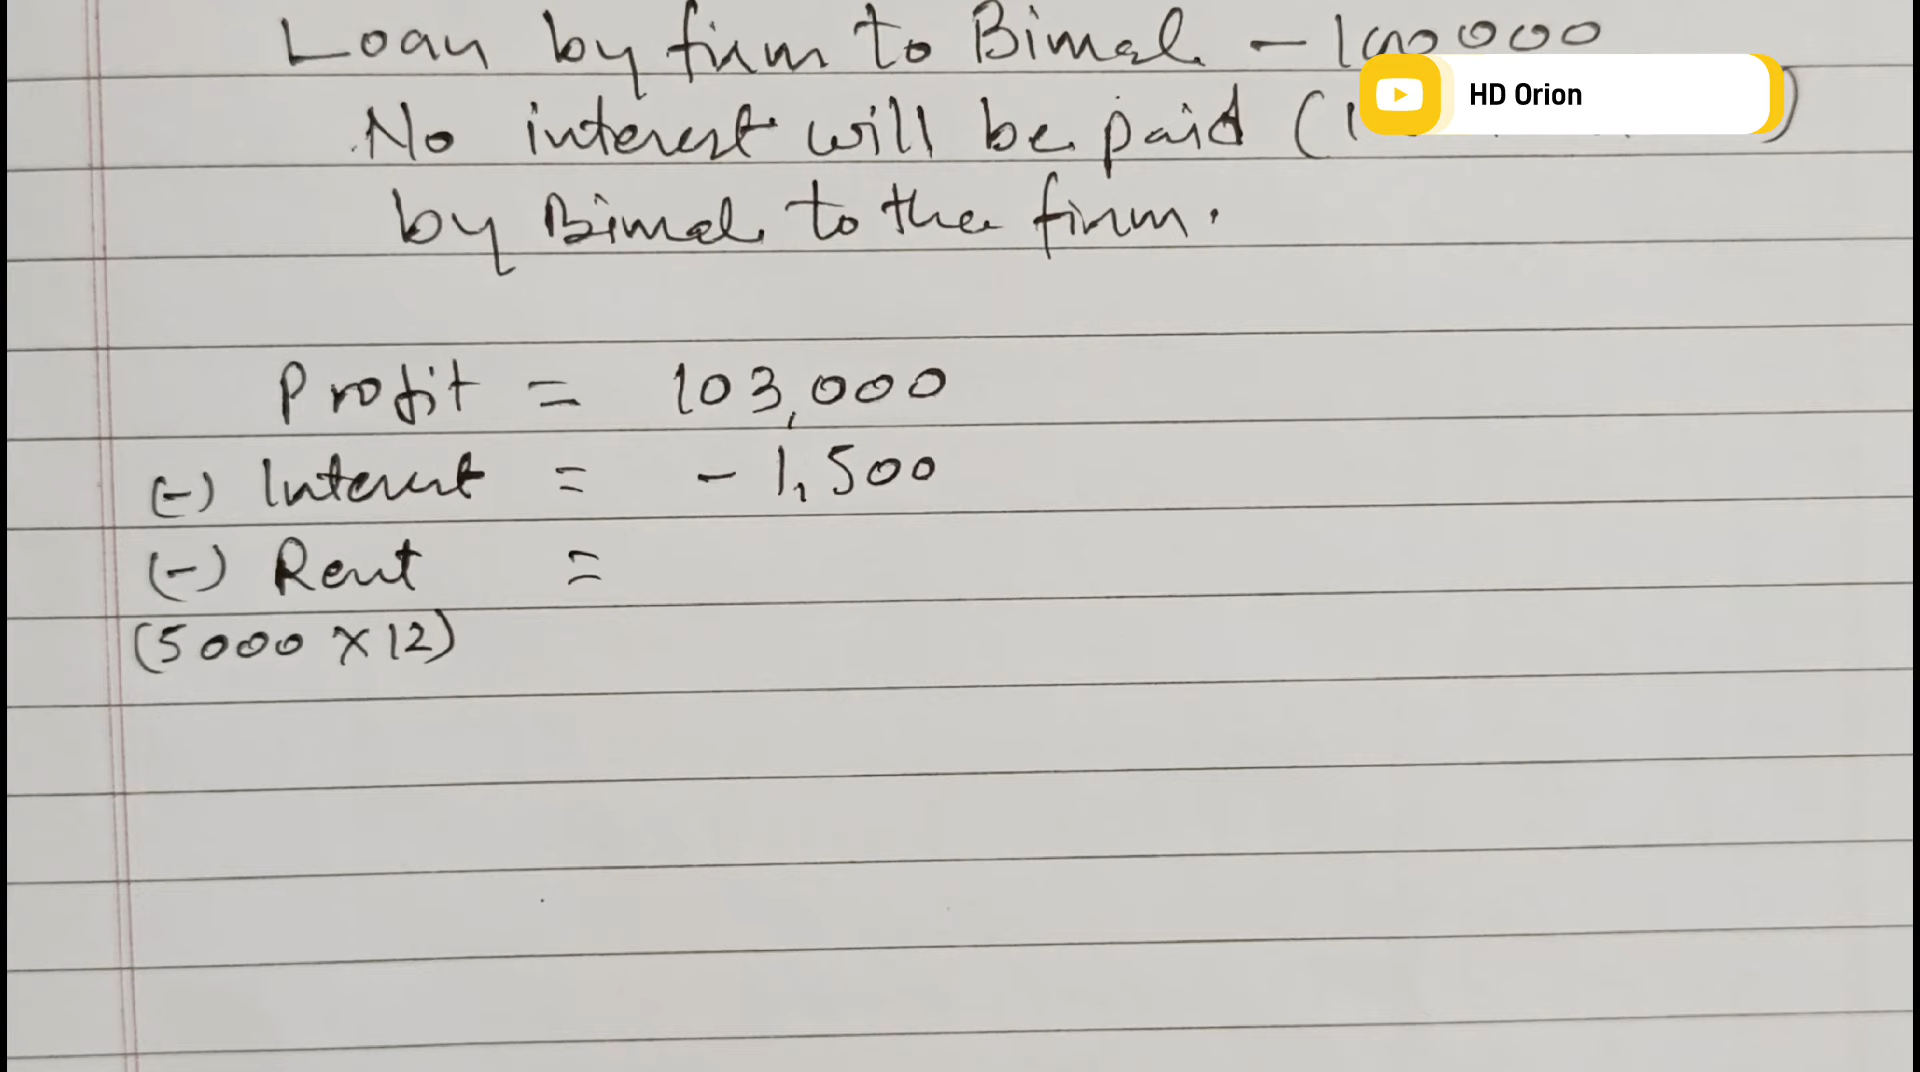 Loan by firm to Bimal - 100000
HD Orion
No interest will be paid (
by Bimal to the firm.
Profit = 103,000
(-) Interest = - 1,500
(-) Rent =
(5000 × 12)